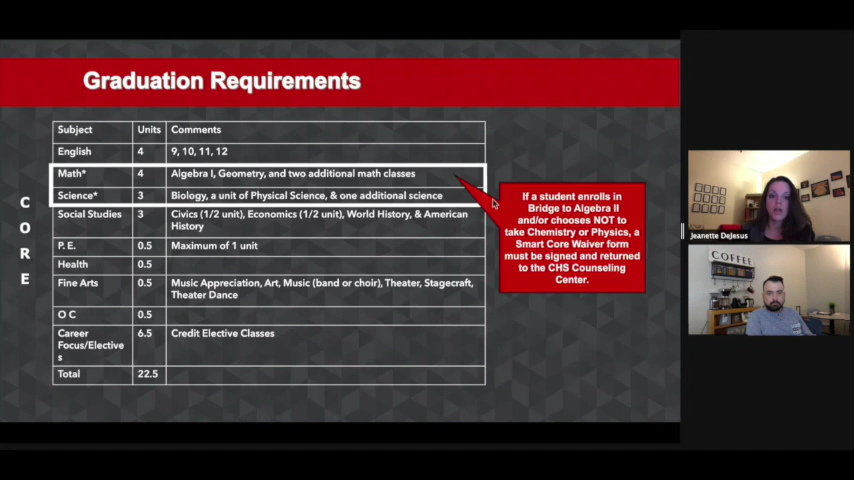 Graduation Requirements
Subject Units Comments
English 4 9, 10, 11, 12
Math* 4 Algebra I, Geometry, and two additional math classes
Science* 3 Biology, a unit of Physical Science, & one additional science
Social Studies 3 Civics (1/2 unit), Economics (1/2 unit), World History, & American
History
P. E. 0.5 Maximum of 1 unit
Health 0.5
Fine Arts 0.5 Music Appreciation, Art, Music (band or choir), Theater, Stagecraft,
Theater Dance
O C 0.5
Career 6.5 Credit Elective Classes
Focus/Elective
s
Total 22.5
C
O
R
E
If a student enrolls in
Bridge to Algebra II
and/or chooses NOT to
take Chemistry or Physics, a
Smart Core Waiver form
must be signed and returned
to the CHS Counseling
Center.
Jeanette DeJesus
COFFEE